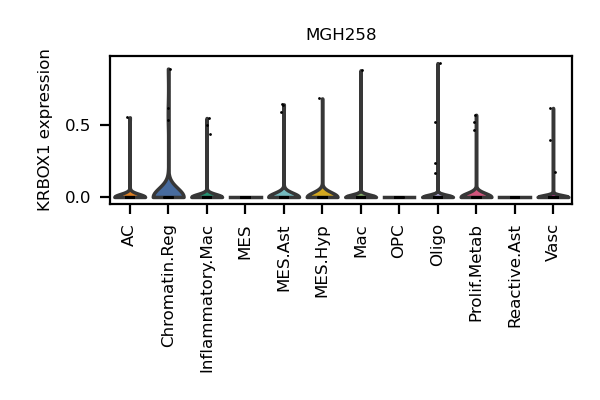 MGH258
KRBOX1 expression
0.5
0.0
AC
Chromatin.Reg
Inflammatory.Mac
MES
MES.Ast
MES.Hyp
Mac
OPC
Oligo
Prolif.Metab
Reactive.Ast
Vasc